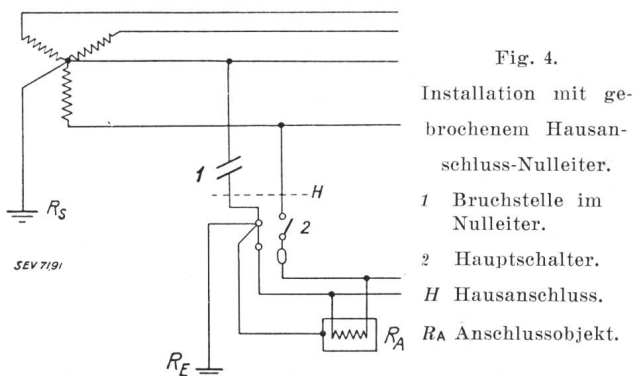 Fig. 4.
Installation mit ge-
brochenem Hausan-
schluss-Nulleiter.
1 Bruchstelle im
Nulleiter.
2 Hauptschalter.
H Hausanschluss.
RA Anschlussobjekt.
1
H
2
RS
SEV 7191
RE
RA